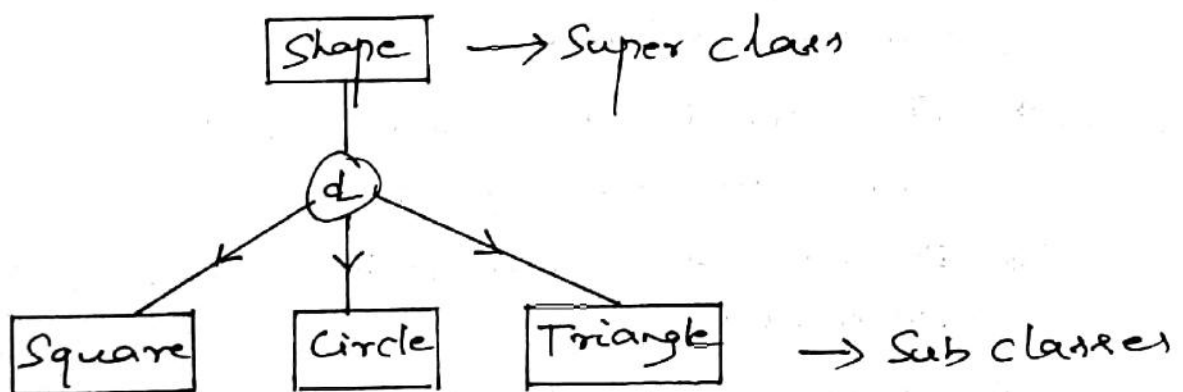 Shape → Super class
d
Square Circle Triangle → Sub classes